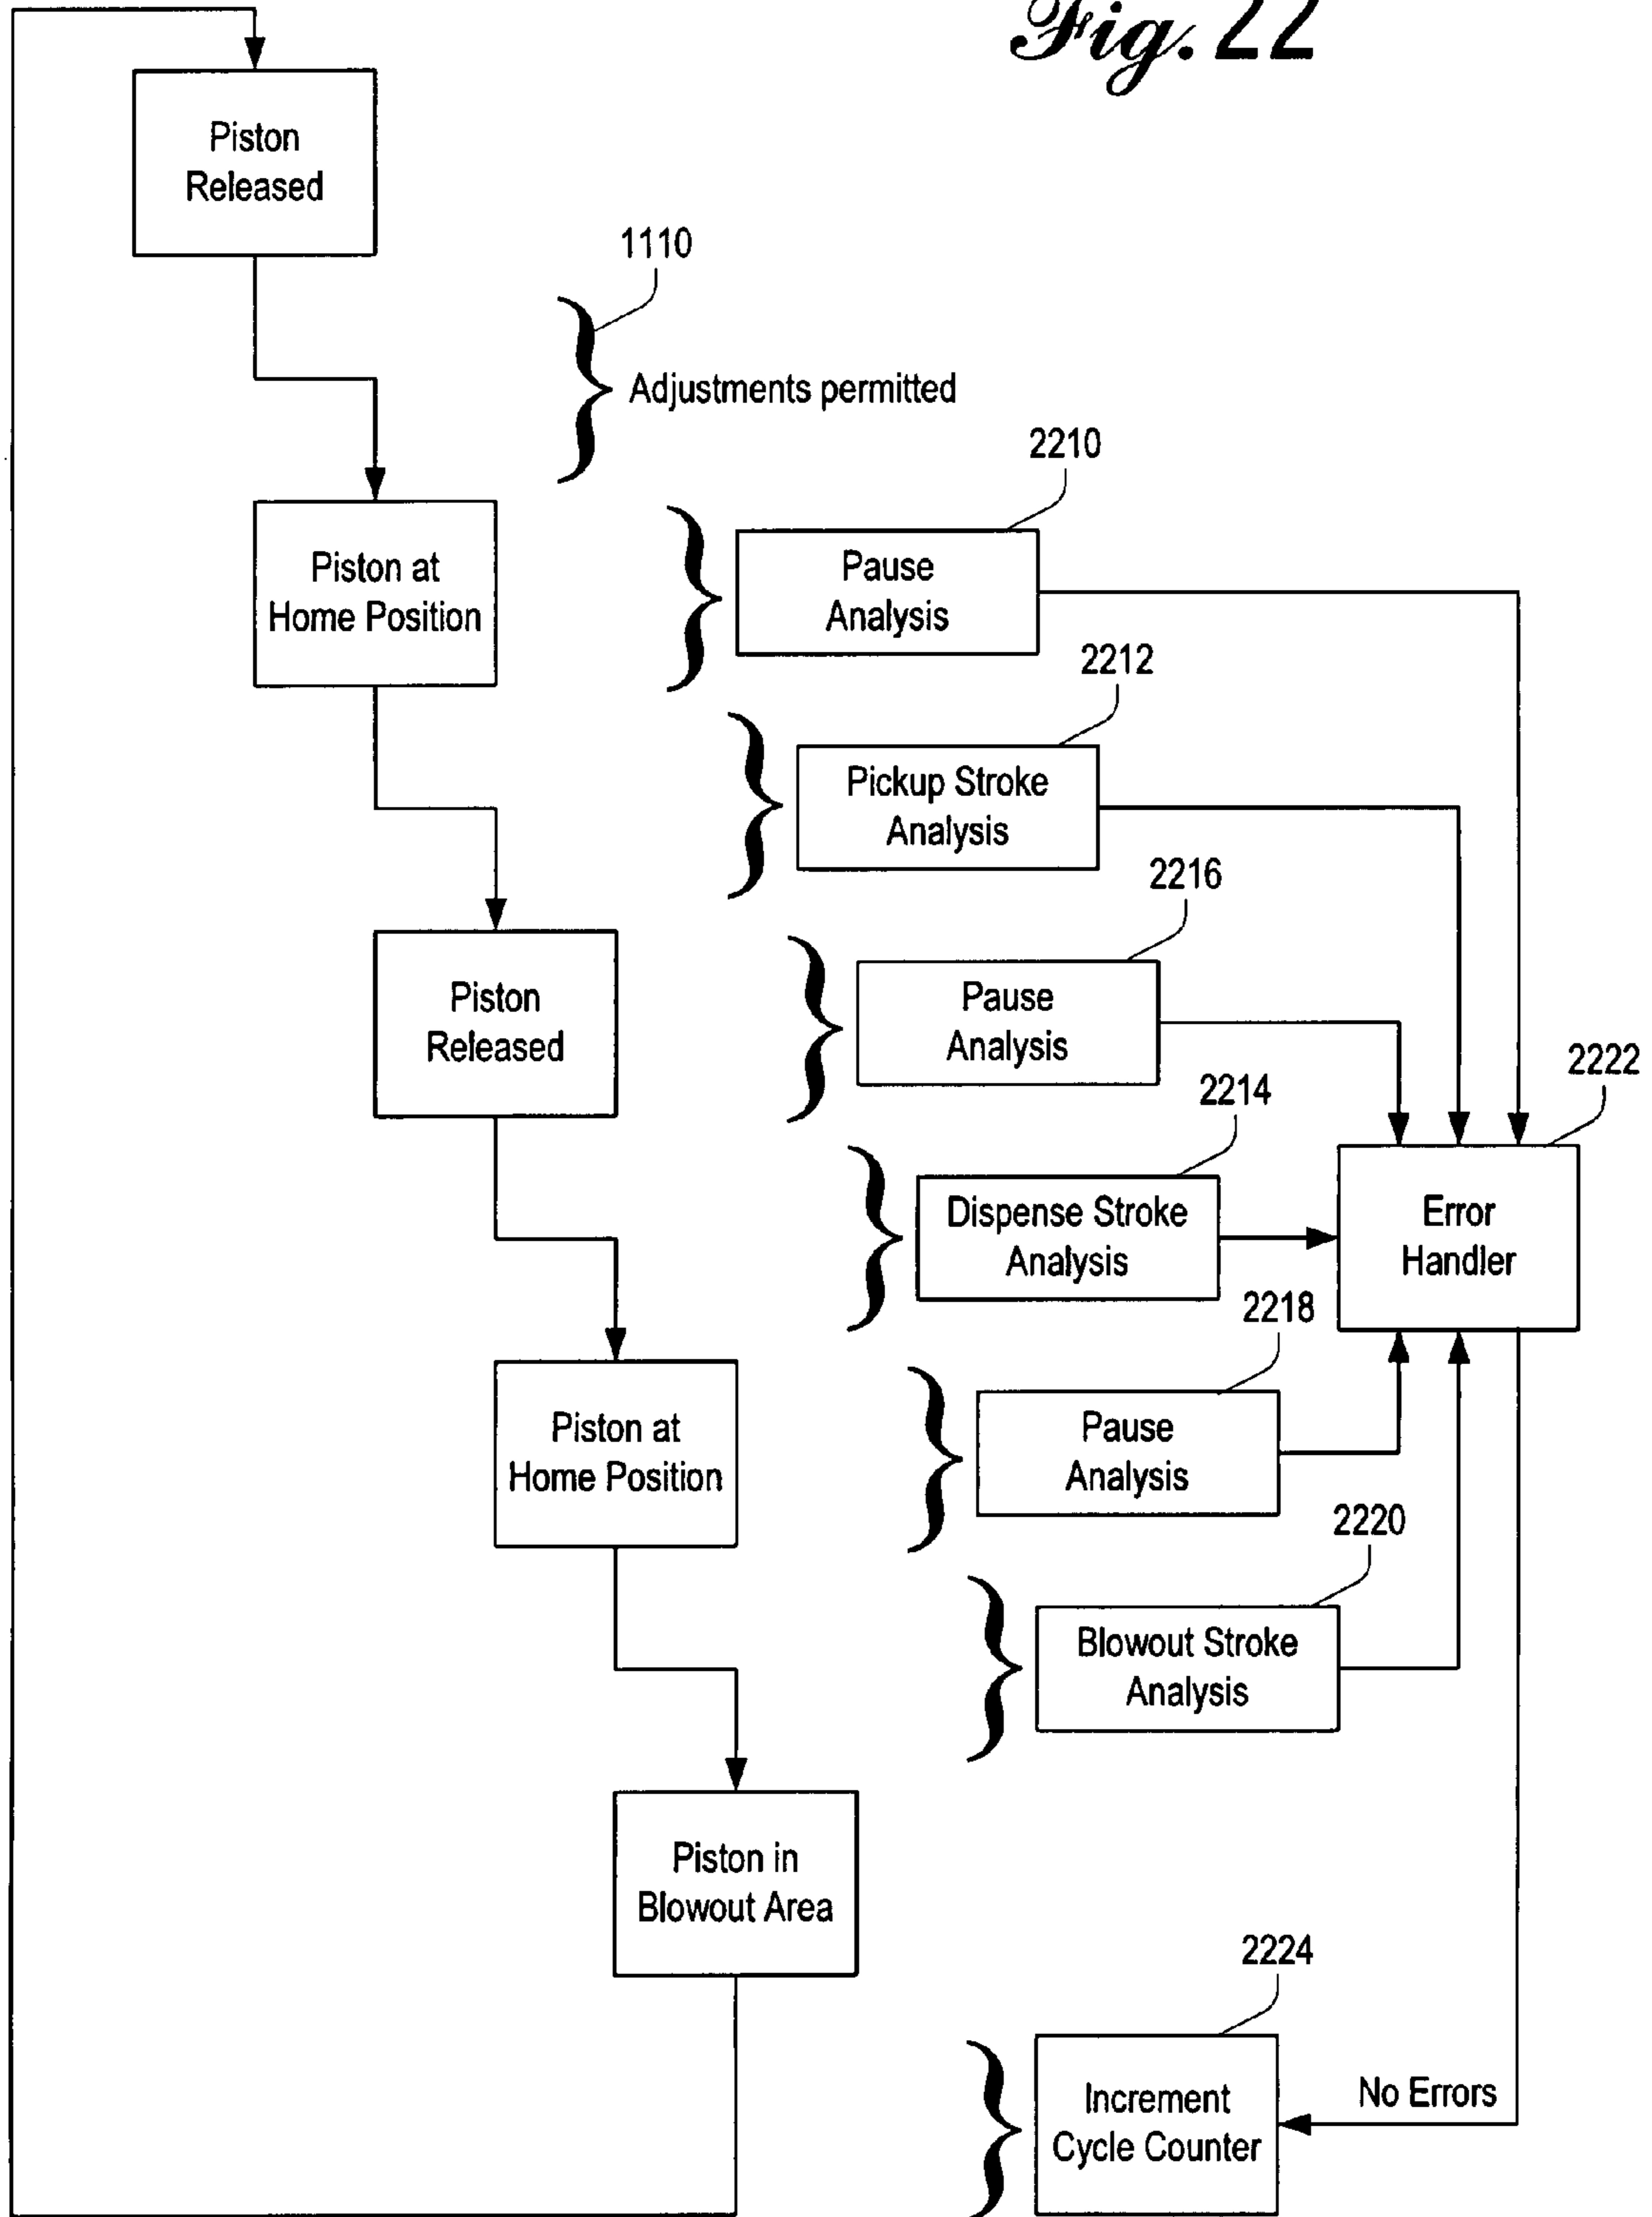 Fig. 22
Piston
Released
1110
Adjustments permitted
2210
Piston at
Home Position
Pause
Analysis
2212
Pickup Stroke
Analysis
2216
Piston
Released
Pause
Analysis
2222
2214
Dispense Stroke
Analysis
Error
Handler
2218
Piston at
Home Position
Pause
Analysis
2220
Blowout Stroke
Analysis
Piston in
Blowout Area
2224
Increment
Cycle Counter
No Errors